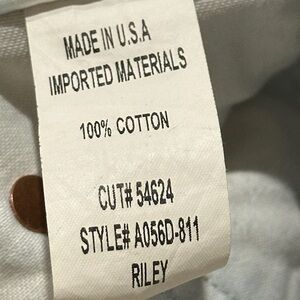 MADE IN U.S.A
IMPORTED MATERIALS
100% COTTON
CUT# 54624
STYLE# A056D-811
RILEY